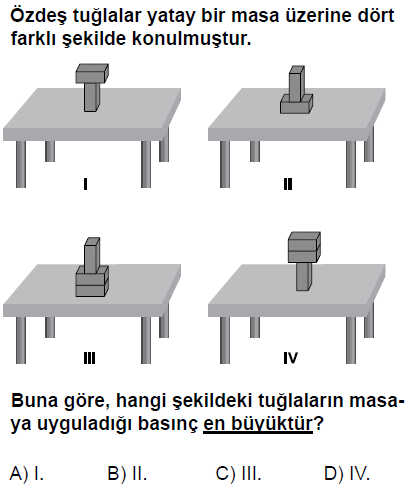 Özdeş tuğlalar yatay bir masa üzerine dört
farklı şekilde konulmuştur.
I
II
III
IV
Buna göre, hangi şekildeki tuğlaların masa-
ya uyguladığı basınç en büyüktür?
A) I.
B) II.
C) III.
D) IV.